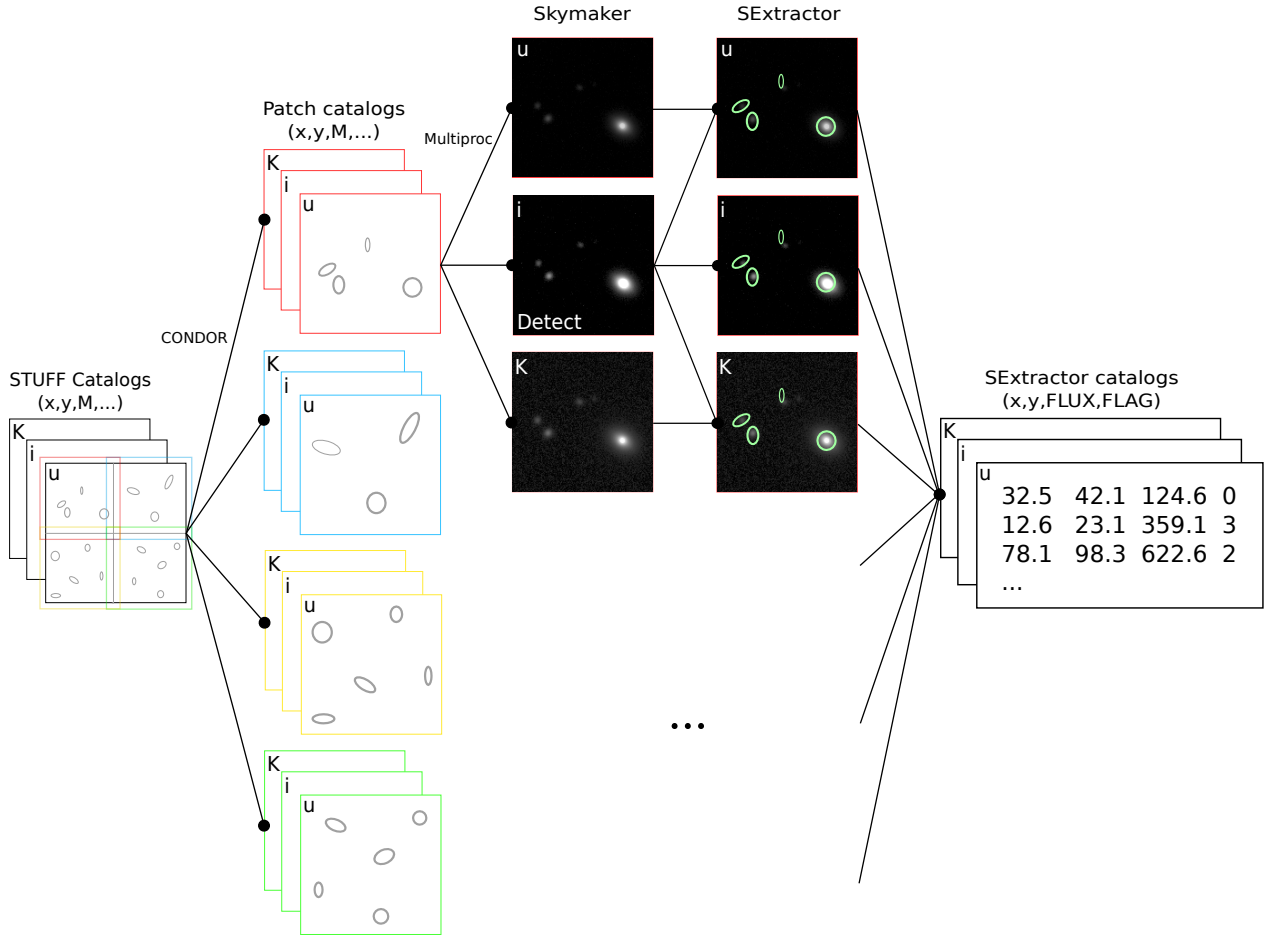 Skymaker
SExtractor
u
u
Patch catalogs
(x,y,M,...)
Multiproc
K
i
u
i
Detect
i
CONDOR
K
K
STUFF Catalogs
(x,y,M,...)
K
i
u
K
i
u
SExtractor catalogs
(x,y,FLUX,FLAG)
K
i
u
32.5 42.1 124.6 0
12.6 23.1 359.1 3
78.1 98.3 622.6 2
...
K
i
u
...
K
i
u